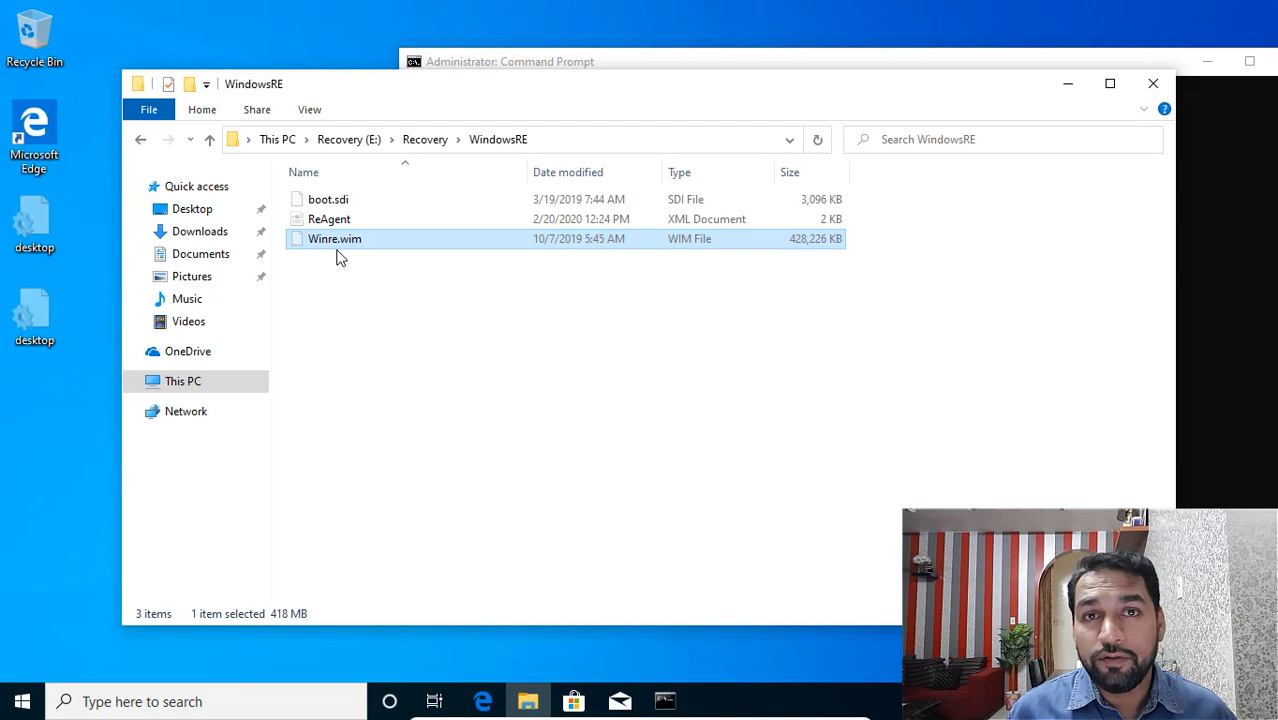 Recycle Bin
Microsoft
Edge
desktop
desktop
Administrator: Command Prompt
WindowsRE
File Home Share View
This PC Recovery (E:) Recovery WindowsRE
Search WindowsRE
Name Date modified Type Size
boot.sdi 3/19/2019 7:44 AM SDI File 3,096 KB
ReAgent 2/20/2020 12:24 PM XML Document 2 KB
Winre.wim 10/7/2019 5:45 AM WIM File 428,226 KB
Quick access
Desktop
Downloads
Documents
Pictures
Music
Videos
OneDrive
This PC
Network
3 items 1 item selected 418 MB
Type here to search